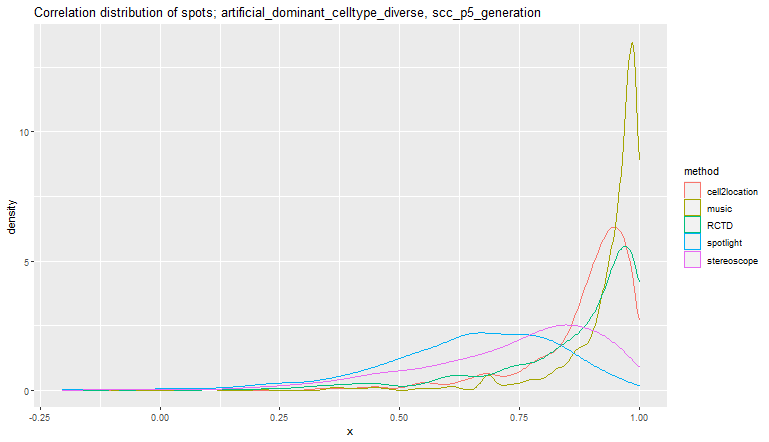 Correlation distribution of spots; artificial_dominant_celltype_diverse, scc_p5_generation
density
10
5
0
-0.25
0.00
0.25
0.50
0.75
1.00
x
method
cell2location
music
RCTD
spotlight
stereoscope